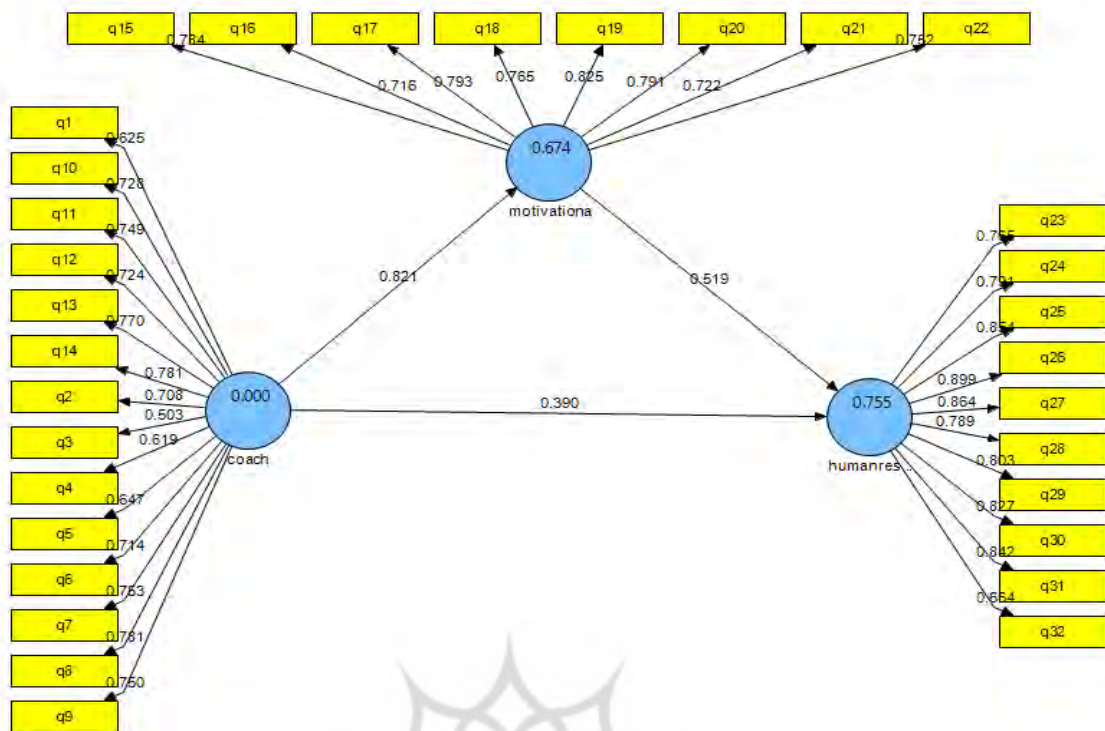 q15 q16 q17 q18 q19 q20 q21 q22
0.716 0.793 0.765 0.825 0.791 0.722
0.674
motivationa
q1
0.625
q10
0.728
q11
0.749
q12
0.724
q13
0.770
q14
0.781
q2
0.708
0.503
q3
0.619
q4
0.647
q5
0.714
q6
q7
0.781
q8
0.750
q9
0.000
coach
0.821
0.519
0.390
0.755
humanres...
q23
q24
0.791
q25
0.854
q26
0.899
q27
0.864
0.789
q28
0.803
q29
0.827
q30
0.842
q31
q32